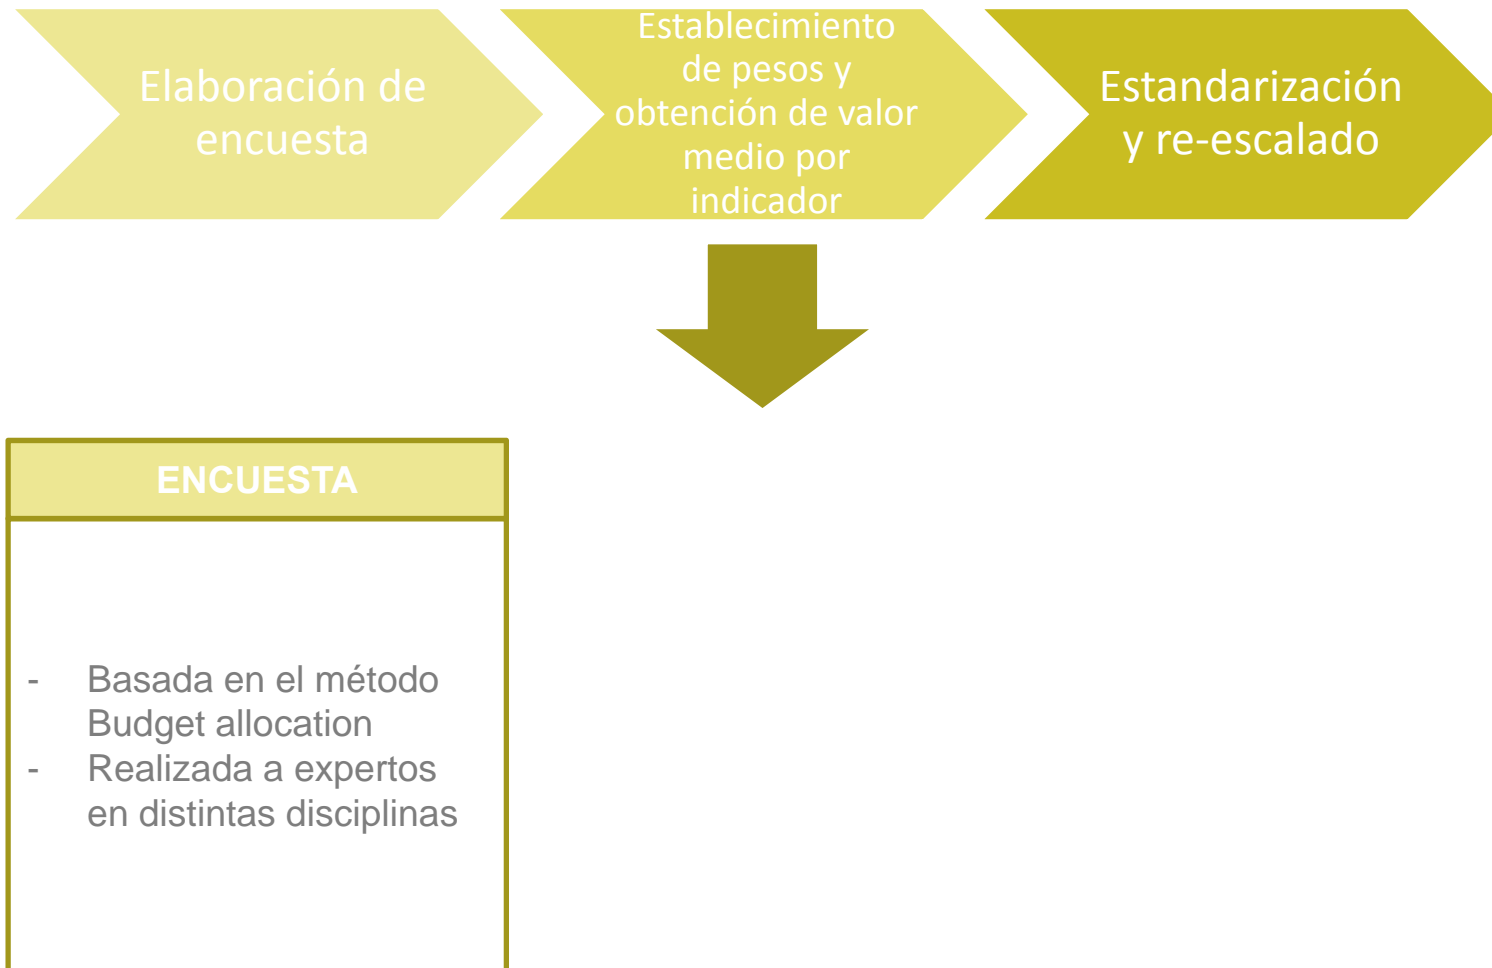 Elaboración de
encuesta
Establecimiento
de pesos y
obtención de valor
medio por
indicador
Estandarización
y re-escalado
ENCUESTA
- Basada en el método
Budget allocation
- Realizada a expertos
en distintas disciplinas